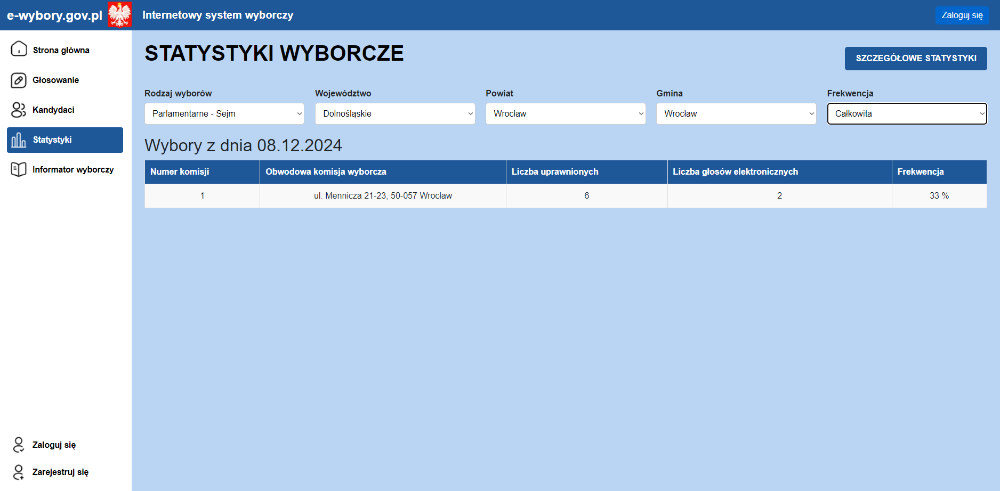 e-wybory.gov.pl
Internetowy system wyborczy
Zaloguj się
Strona główna
Głosowanie
Kandydaci
Statystyki
Informator wyborczy
Zaloguj się
Zarejestruj się
STATYSTYKI WYBORCZE
SZCZEGÓŁOWE STATYSTYKI
Rodzaj wyborów Województwo Powiat Gmina Frekwencja
Parlamentarne - Sejm Dolnośląskie Wrocław Wrocław Całkowita
Wybory z dnia 08.12.2024
Numer komisji Obwodowa komisja wyborcza Liczba uprawnionych Liczba głosów elektronicznych Frekwencja
1 ul. Mennicza 21-23, 50-057 Wrocław 6 2 33 %